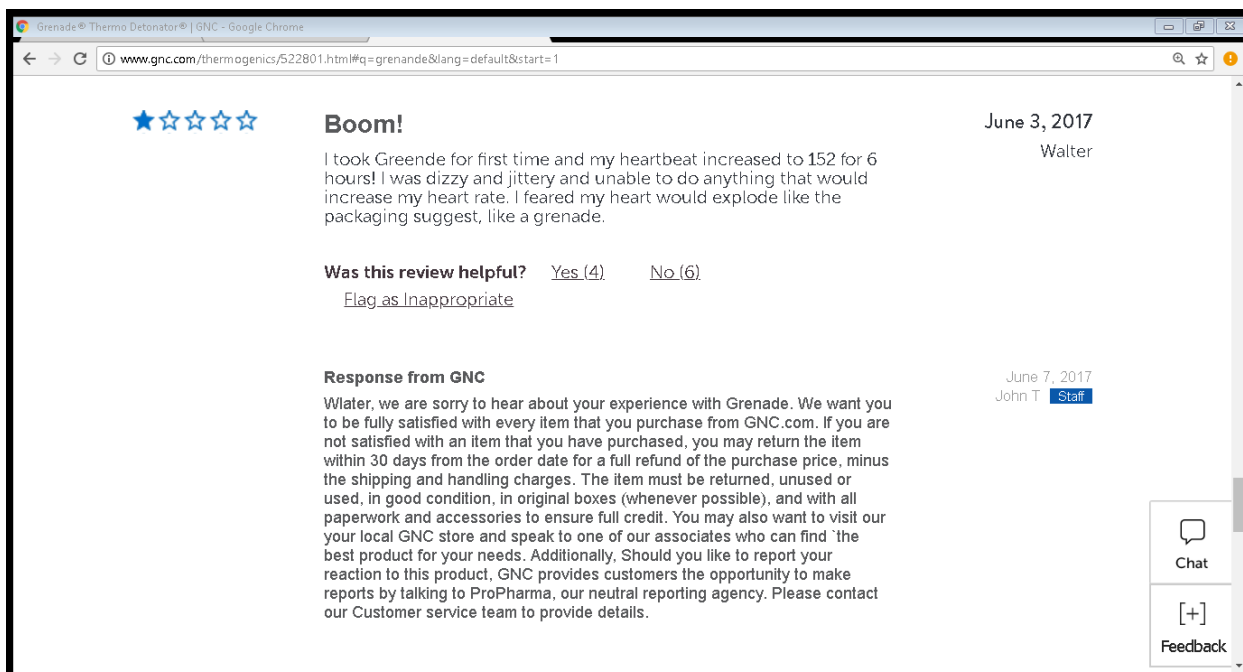 Grenade® Thermo Detonator® | GNC - Google Chrome
www.gnc.com/thermogenics/522801.html#q=grenande&lang=default&start=1
Boom!
June 3, 2017
Walter
I took Greende for first time and my heartbeat increased to 152 for 6
hours! I was dizzy and jittery and unable to do anything that would
increase my heart rate. I feared my heart would explode like the
packaging suggest, like a grenade.
Was this review helpful? Yes (4) No (6)
Flag as Inappropriate
Response from GNC
June 7, 2017
John T Staff
Wlater, we are sorry to hear about your experience with Grenade. We want you
to be fully satisfied with every item that you purchase from GNC.com. If you are
not satisfied with an item that you have purchased, you may return the item
within 30 days from the order date for a full refund of the purchase price, minus
the shipping and handling charges. The item must be returned, unused or
used, in good condition, in original boxes (whenever possible), and with all
paperwork and accessories to ensure full credit. You may also want to visit our
your local GNC store and speak to one of our associates who can find `the
best product for your needs. Additionally, Should you like to report your
reaction to this product, GNC provides customers the opportunity to make
reports by talking to ProPharma, our neutral reporting agency. Please contact
our Customer service team to provide details.
Chat
[+]
Feedback